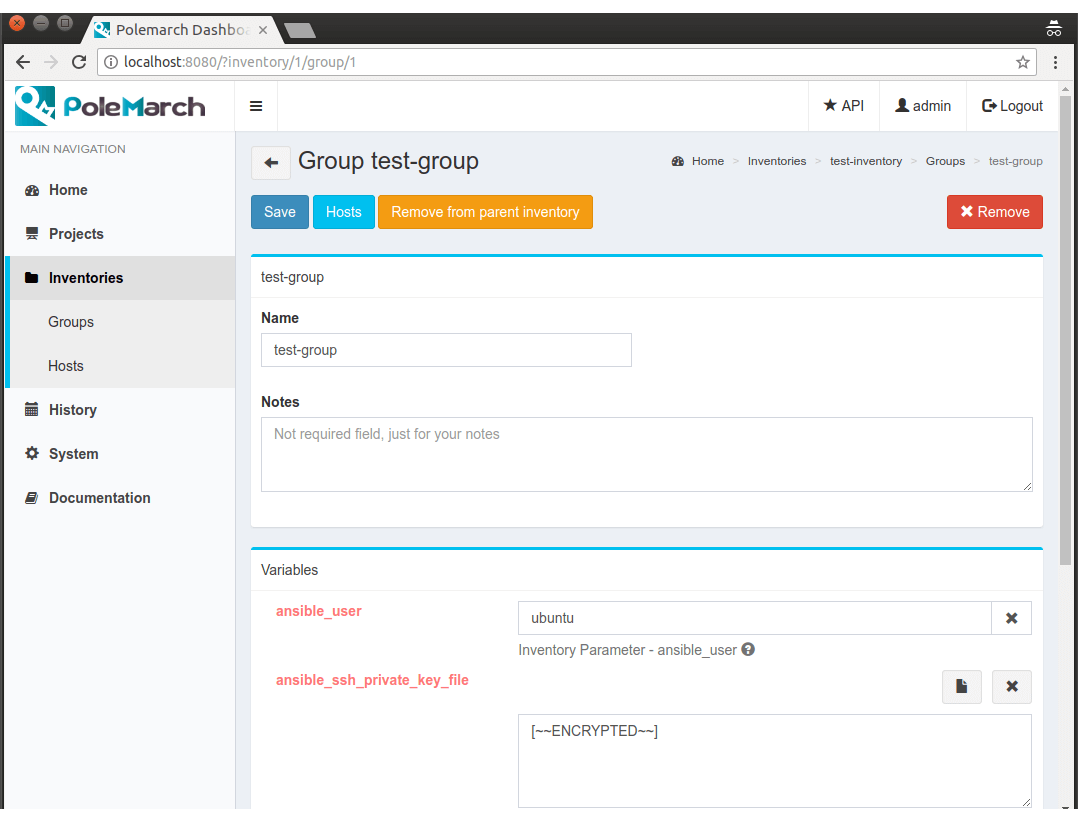 Polemarch Dashbo
localhost:8080/?inventory/1/group/1
PoleMarch
API
admin
Logout
MAIN NAVIGATION
Home
Projects
Inventories
Groups
Hosts
History
System
Documentation
Group test-group
Home > Inventories > test-inventory > Groups > test-group
Save
Hosts
Remove from parent inventory
Remove
test-group
Name
test-group
Notes
Not required field, just for your notes
Variables
ansible_user
ubuntu
Inventory Parameter - ansible_user
ansible_ssh_private_key_file
[~~ENCRYPTED~~]